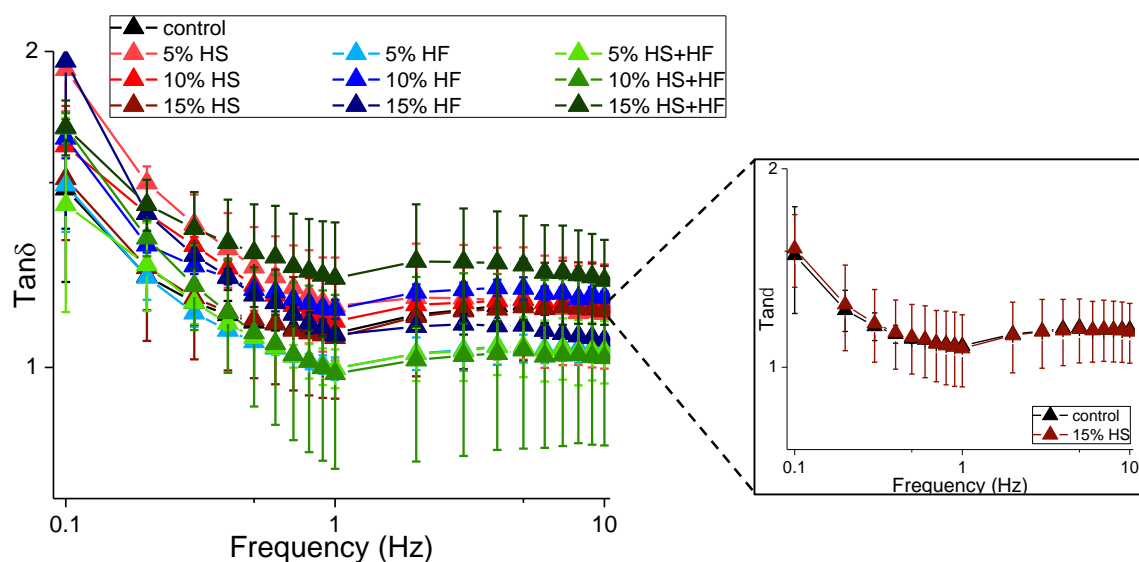 control
5% HS 5% HF 5% HS+HF
10% HS 10% HF 10% HS+HF
15% HS 15% HF 15% HS+HF
2
1
Tanδ
0.1 1 10
Frequency (Hz)
2
1
Tand
control
15% HS
0.1 1 10
Frequency (Hz)